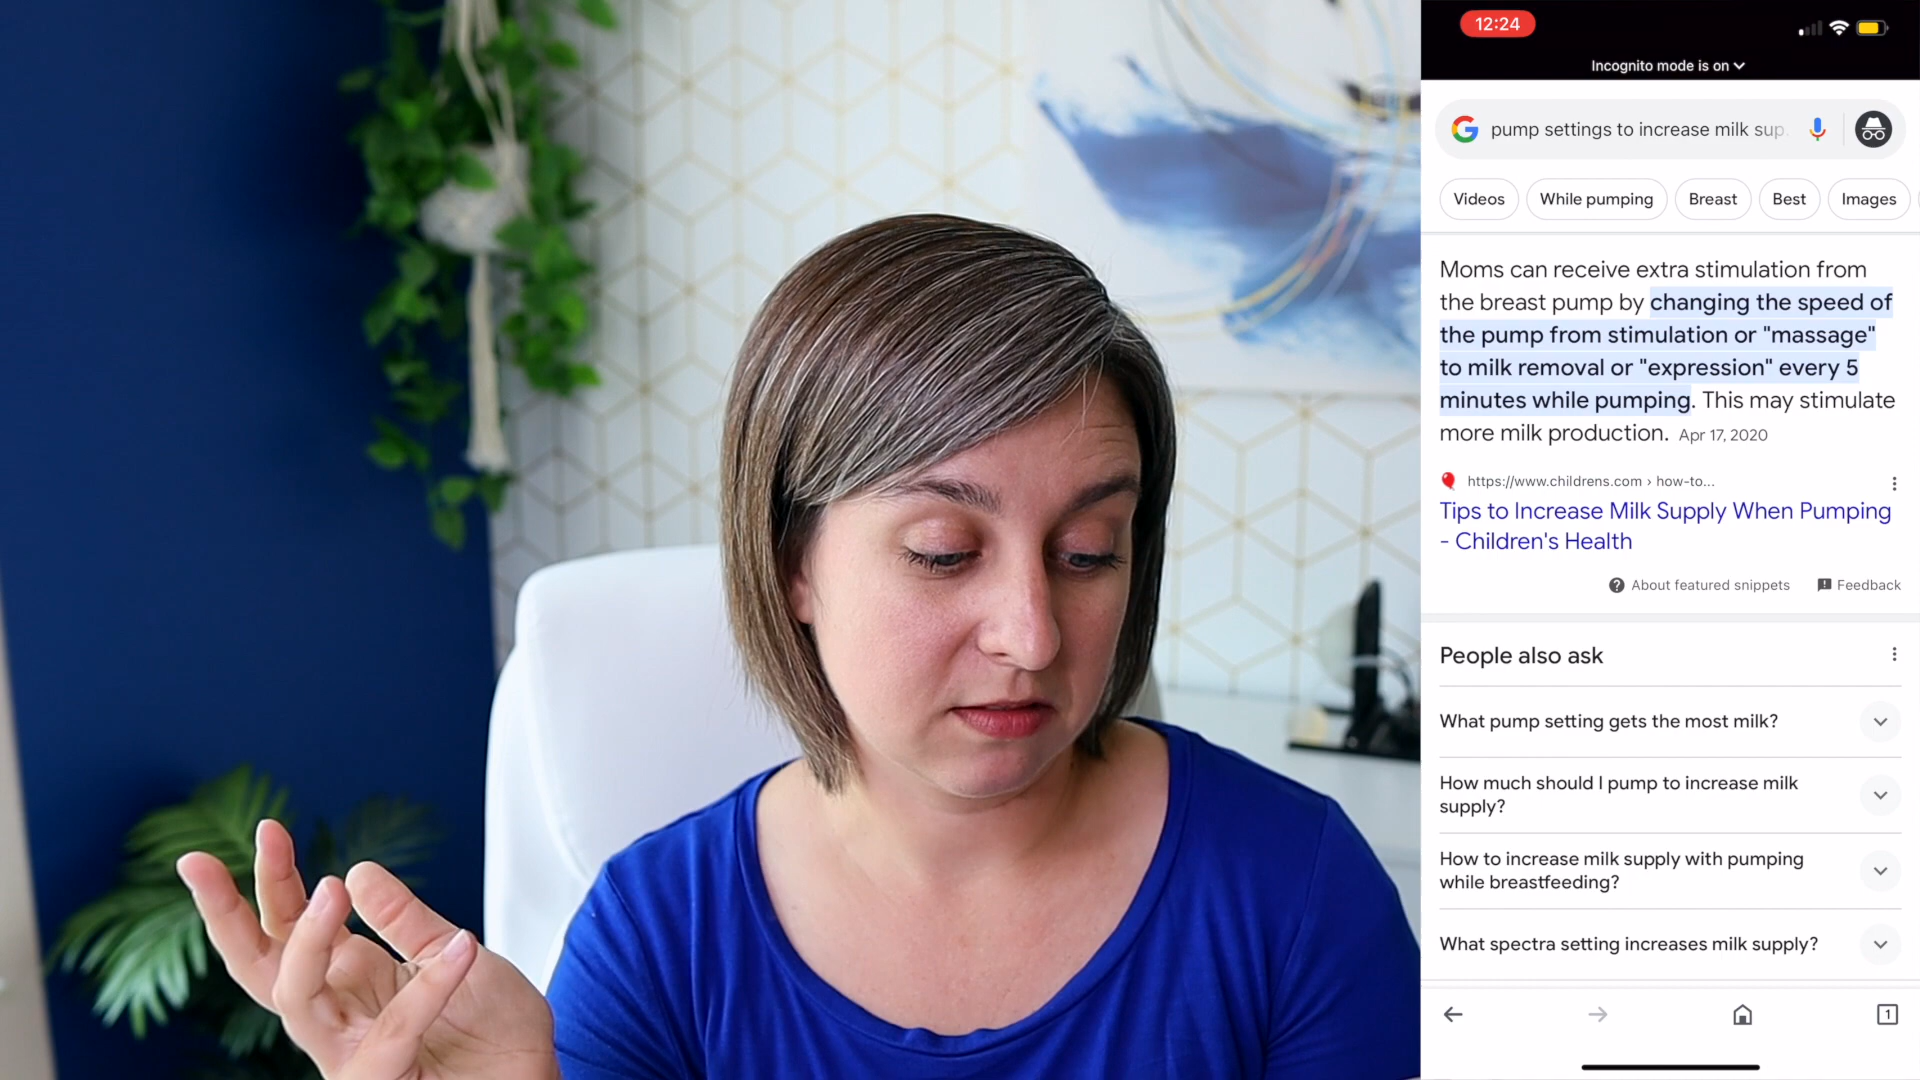 12:24
Incognito mode is on
pump settings to increase milk sup
Videos While pumping Breast Best Images
Moms can receive extra stimulation from
the breast pump by changing the speed of
the pump from stimulation or "massage"
to milk removal or "expression" every 5
minutes while pumping. This may stimulate
more milk production. Apr 17, 2020
https://www.childrens.com › how-to...
Tips to Increase Milk Supply When Pumping
- Children's Health
About featured snippets Feedback
People also ask
What pump setting gets the most milk?
How much should I pump to increase milk
supply?
How to increase milk supply with pumping
while breastfeeding?
What spectra setting increases milk supply?
1